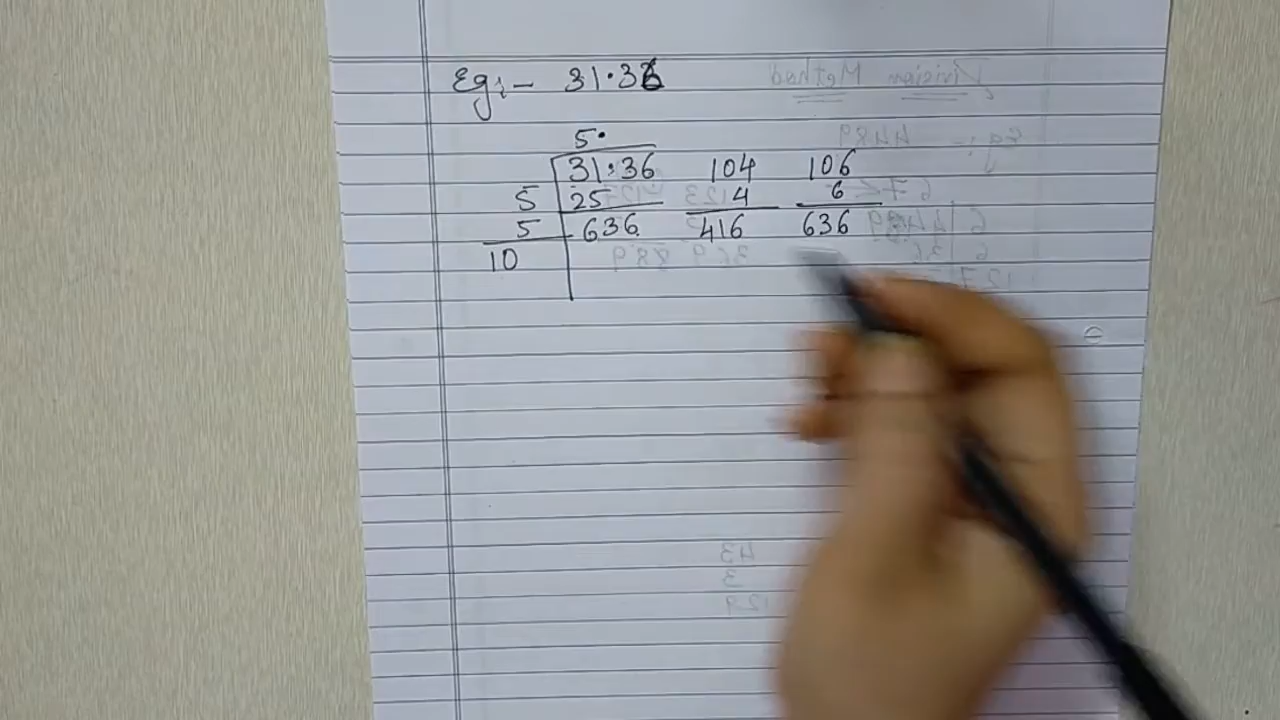 Eg:- 31.36
5.
31.36 104 106
5 25 4 6
5 636 416 636
10